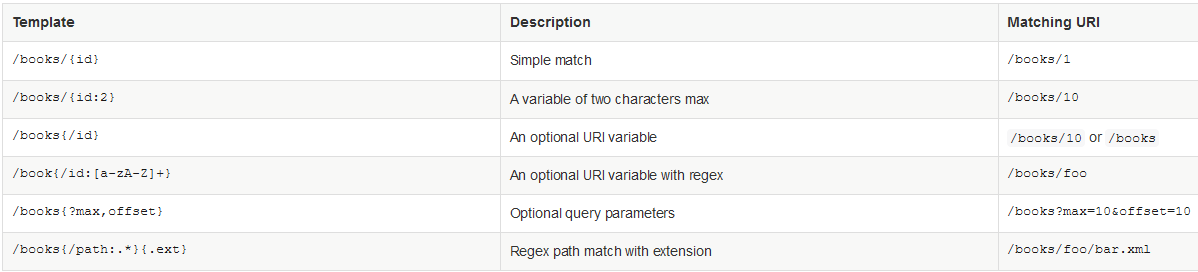 Template Description Matching URI
/books/{id} Simple match /books/1
/books/{id:2} A variable of two characters max /books/10
/books{/id} An optional URI variable /books/10 or /books
/book{/id:[a-zA-Z]+} An optional URI variable with regex /books/foo
/books{?max,offset} Optional query parameters /books?max=10&offset=10
/books{/path:.*}{.ext} Regex path match with extension /books/foo/bar.xml